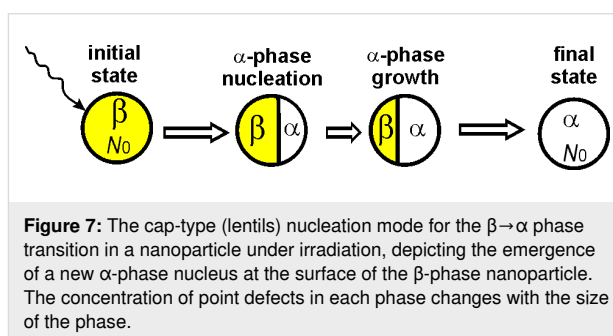 initial state
α-phase nucleation
α-phase growth
final state
β
N0
β α
β α
α
N0
Figure 7: The cap-type (lentils) nucleation mode for the β→α phase
transition in a nanoparticle under irradiation, depicting the emergence
of a new α-phase nucleus at the surface of the β-phase nanoparticle.
The concentration of point defects in each phase changes with the size
of the phase.